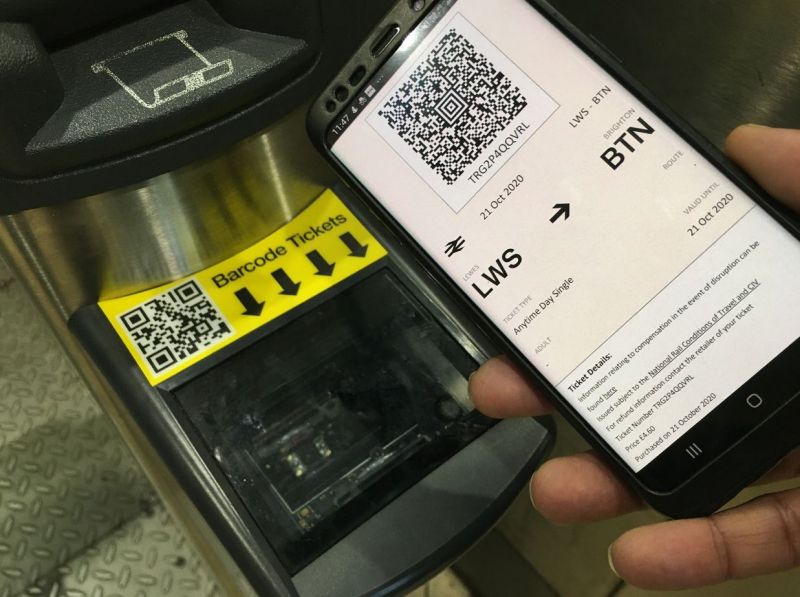 Barcode Tickets
11:47
TRG2P4QQVRL
21 Oct 2020
LWS - BTN
LEWES
LWS
BRIGHTON
BTN
TICKET TYPE
Anytime Day Single
ROUTE
ADULT
VALID UNTIL
21 Oct 2020
Ticket Details:
Information relating to compensation in the event of disruption can be
found here
Issued subject to the National Rail Conditions of Travel and CIV
For refund information contact the retailer of your ticket
Ticket Number TRG2P4QQVRL
Price £4.60
Purchased on 21 October 2020